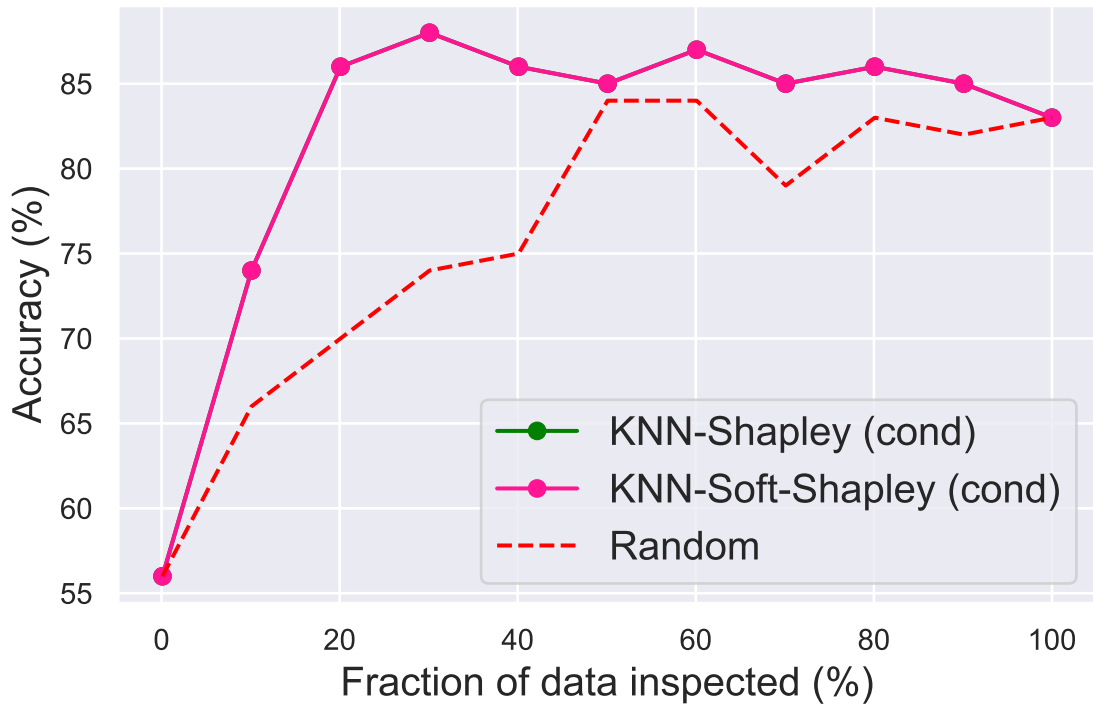 Accuracy (%)
85
80
75
70
65
60
55
KNN-Shapley (cond)
KNN-Soft-Shapley (cond)
Random
0 20 40 60 80 100
Fraction of data inspected (%)